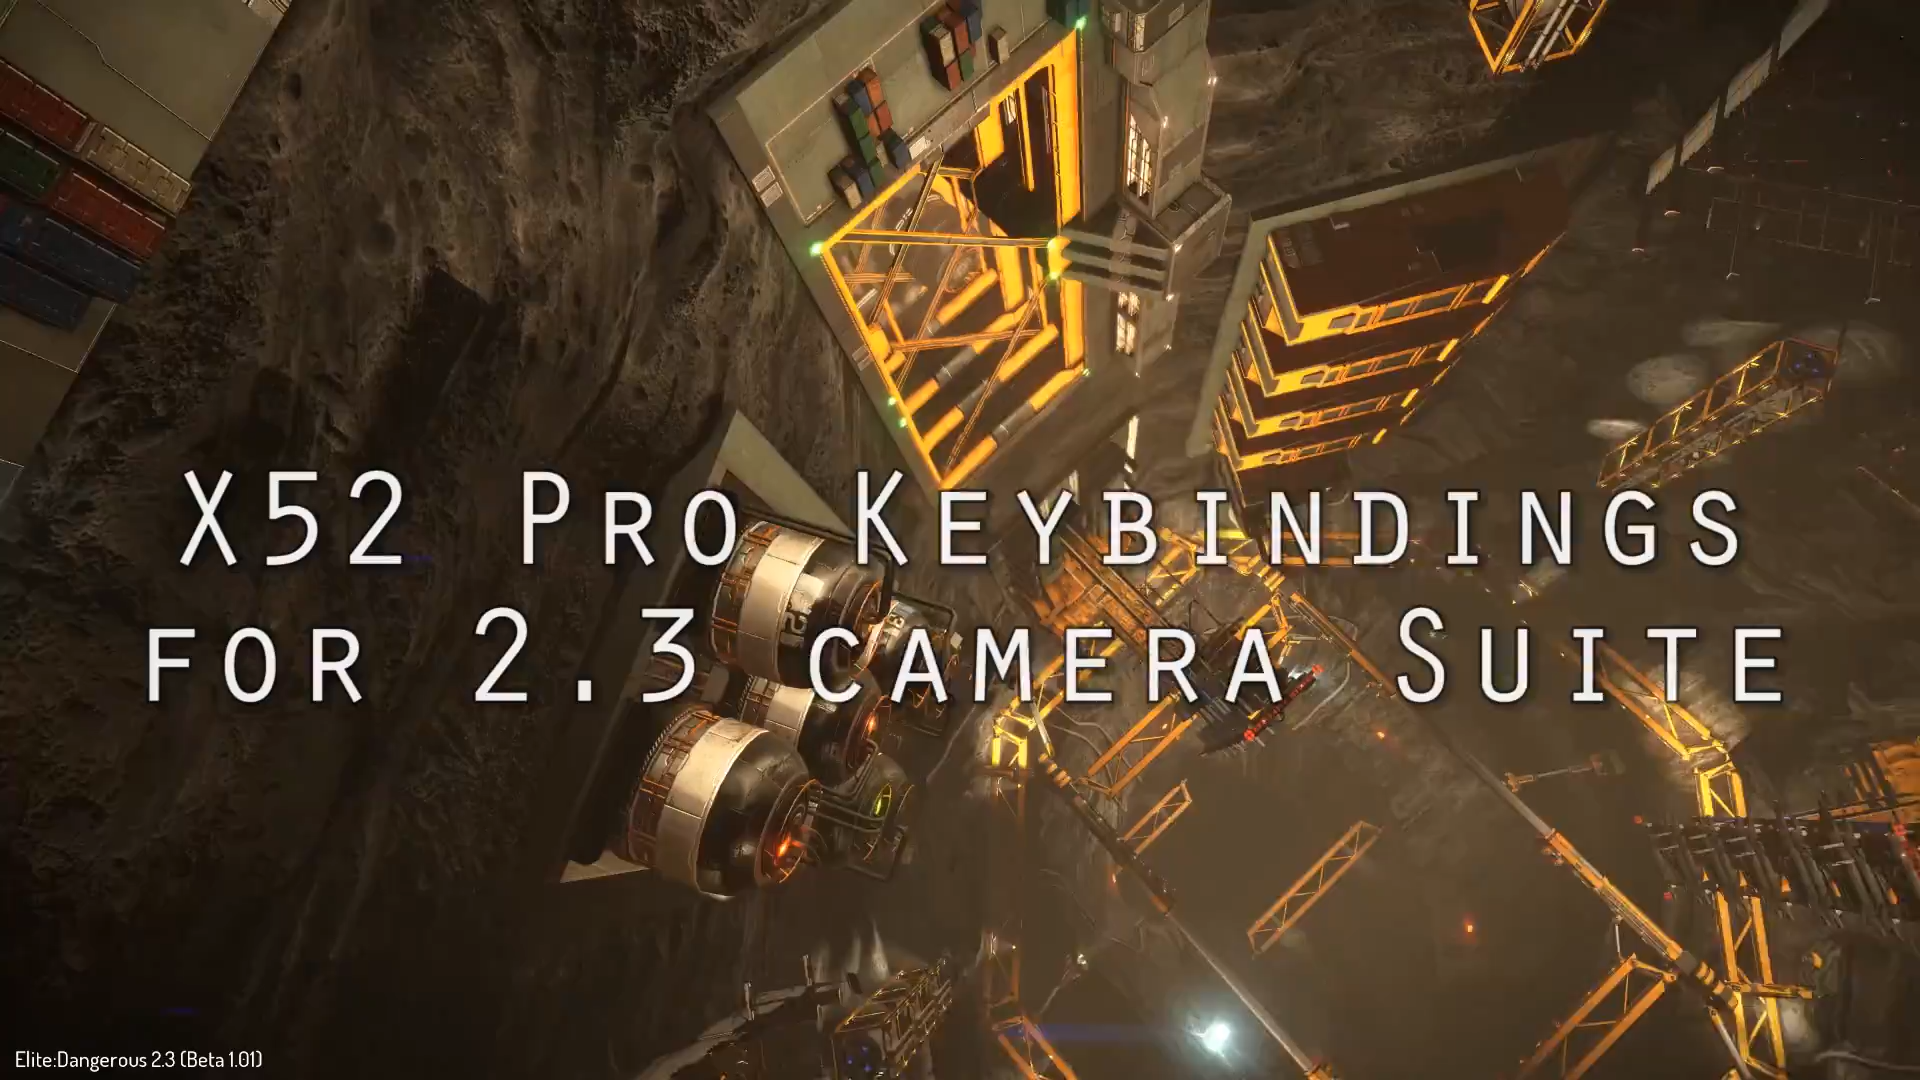 X52 Pro Keybindings
for 2.3 camera Suite
Elite:Dangerous 2.3 (Beta 1.01)